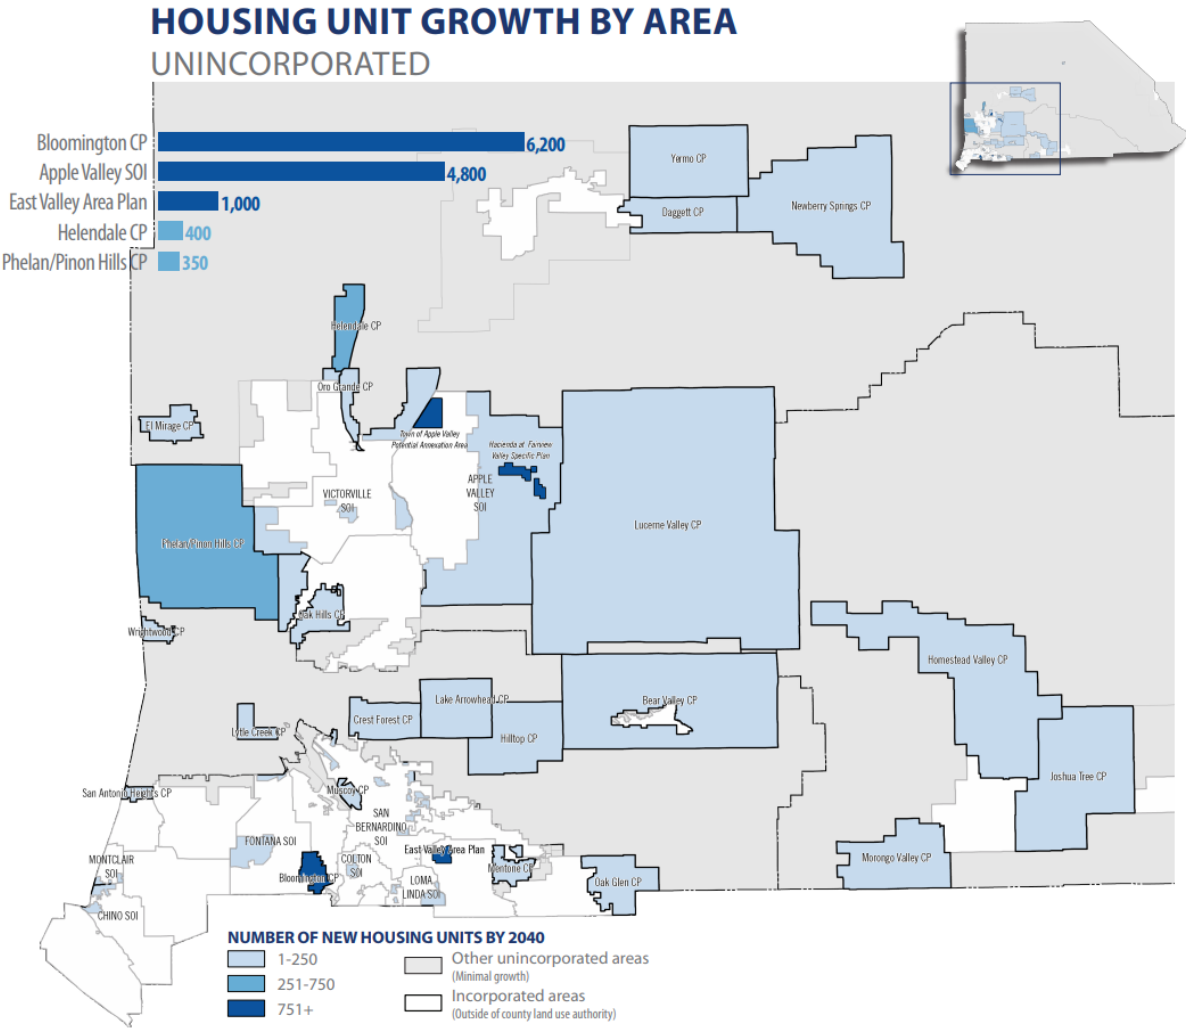 HOUSING UNIT GROWTH BY AREA
UNINCORPORATED
Bloomington CP 6,200
Apple Valley SOI 4,800
East Valley Area Plan 1,000
Helendale CP 400
Phelan/Pinon Hills CP 350
Yermo CP
Daggett CP
Newberry Springs CP
Helendale CP
Oro Grande CP
El Mirage CP
Town of Apple Valley
Potential Annexation Area
Hacienda at Fairview
Valley Specific Plan
APPLE
VALLEY
SOI
VICTORVILLE
SOI
Lucerne Valley CP
Phelan/Pinon Hills CP
Oak Hills CP
Wrightwood CP
Homestead Valley CP
Lake Arrowhead CP
Bear Valley CP
Crest Forest CP
Lytle Creek CP
Hilltop CP
Joshua Tree CP
San Antonio Heights CP
Muscoy CP
SAN
BERNARDINO
SOI
FONTANA SOI
East Valley Area Plan
MONTCLAIR
SOI
COLTON
SOI
Bloomington CP
Mentone CP
Morongo Valley CP
LOMA
LINDA SOI
Oak Glen CP
CHINO SOI
NUMBER OF NEW HOUSING UNITS BY 2040
1-250
251-750
751+
Other unincorporated areas
(Minimal growth)
Incorporated areas
(Outside of county land use authority)